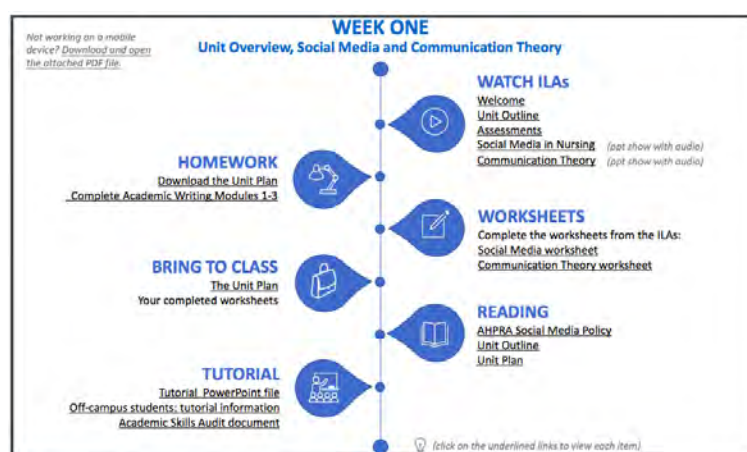 Not working on a mobile
device? Download and open
the attached PDF file.
WEEK ONE
Unit Overview, Social Media and Communication Theory
WATCH ILAs
Welcome
Unit Outline
Assessments
Social Media in Nursing (ppt show with audio)
Communication Theory (ppt show with audio)
HOMEWORK
Download the Unit Plan
Complete Academic Writing Modules 1-3
WORKSHEETS
Complete the worksheets from the ILAs:
Social Media worksheet
Communication Theory worksheet
BRING TO CLASS
The Unit Plan
Your completed worksheets
READING
AHPRA Social Media Policy
Unit Outline
Unit Plan
TUTORIAL
Tutorial PowerPoint file
Off-campus students: tutorial information
Academic Skills Audit document
(click on the underlined links to view each item)